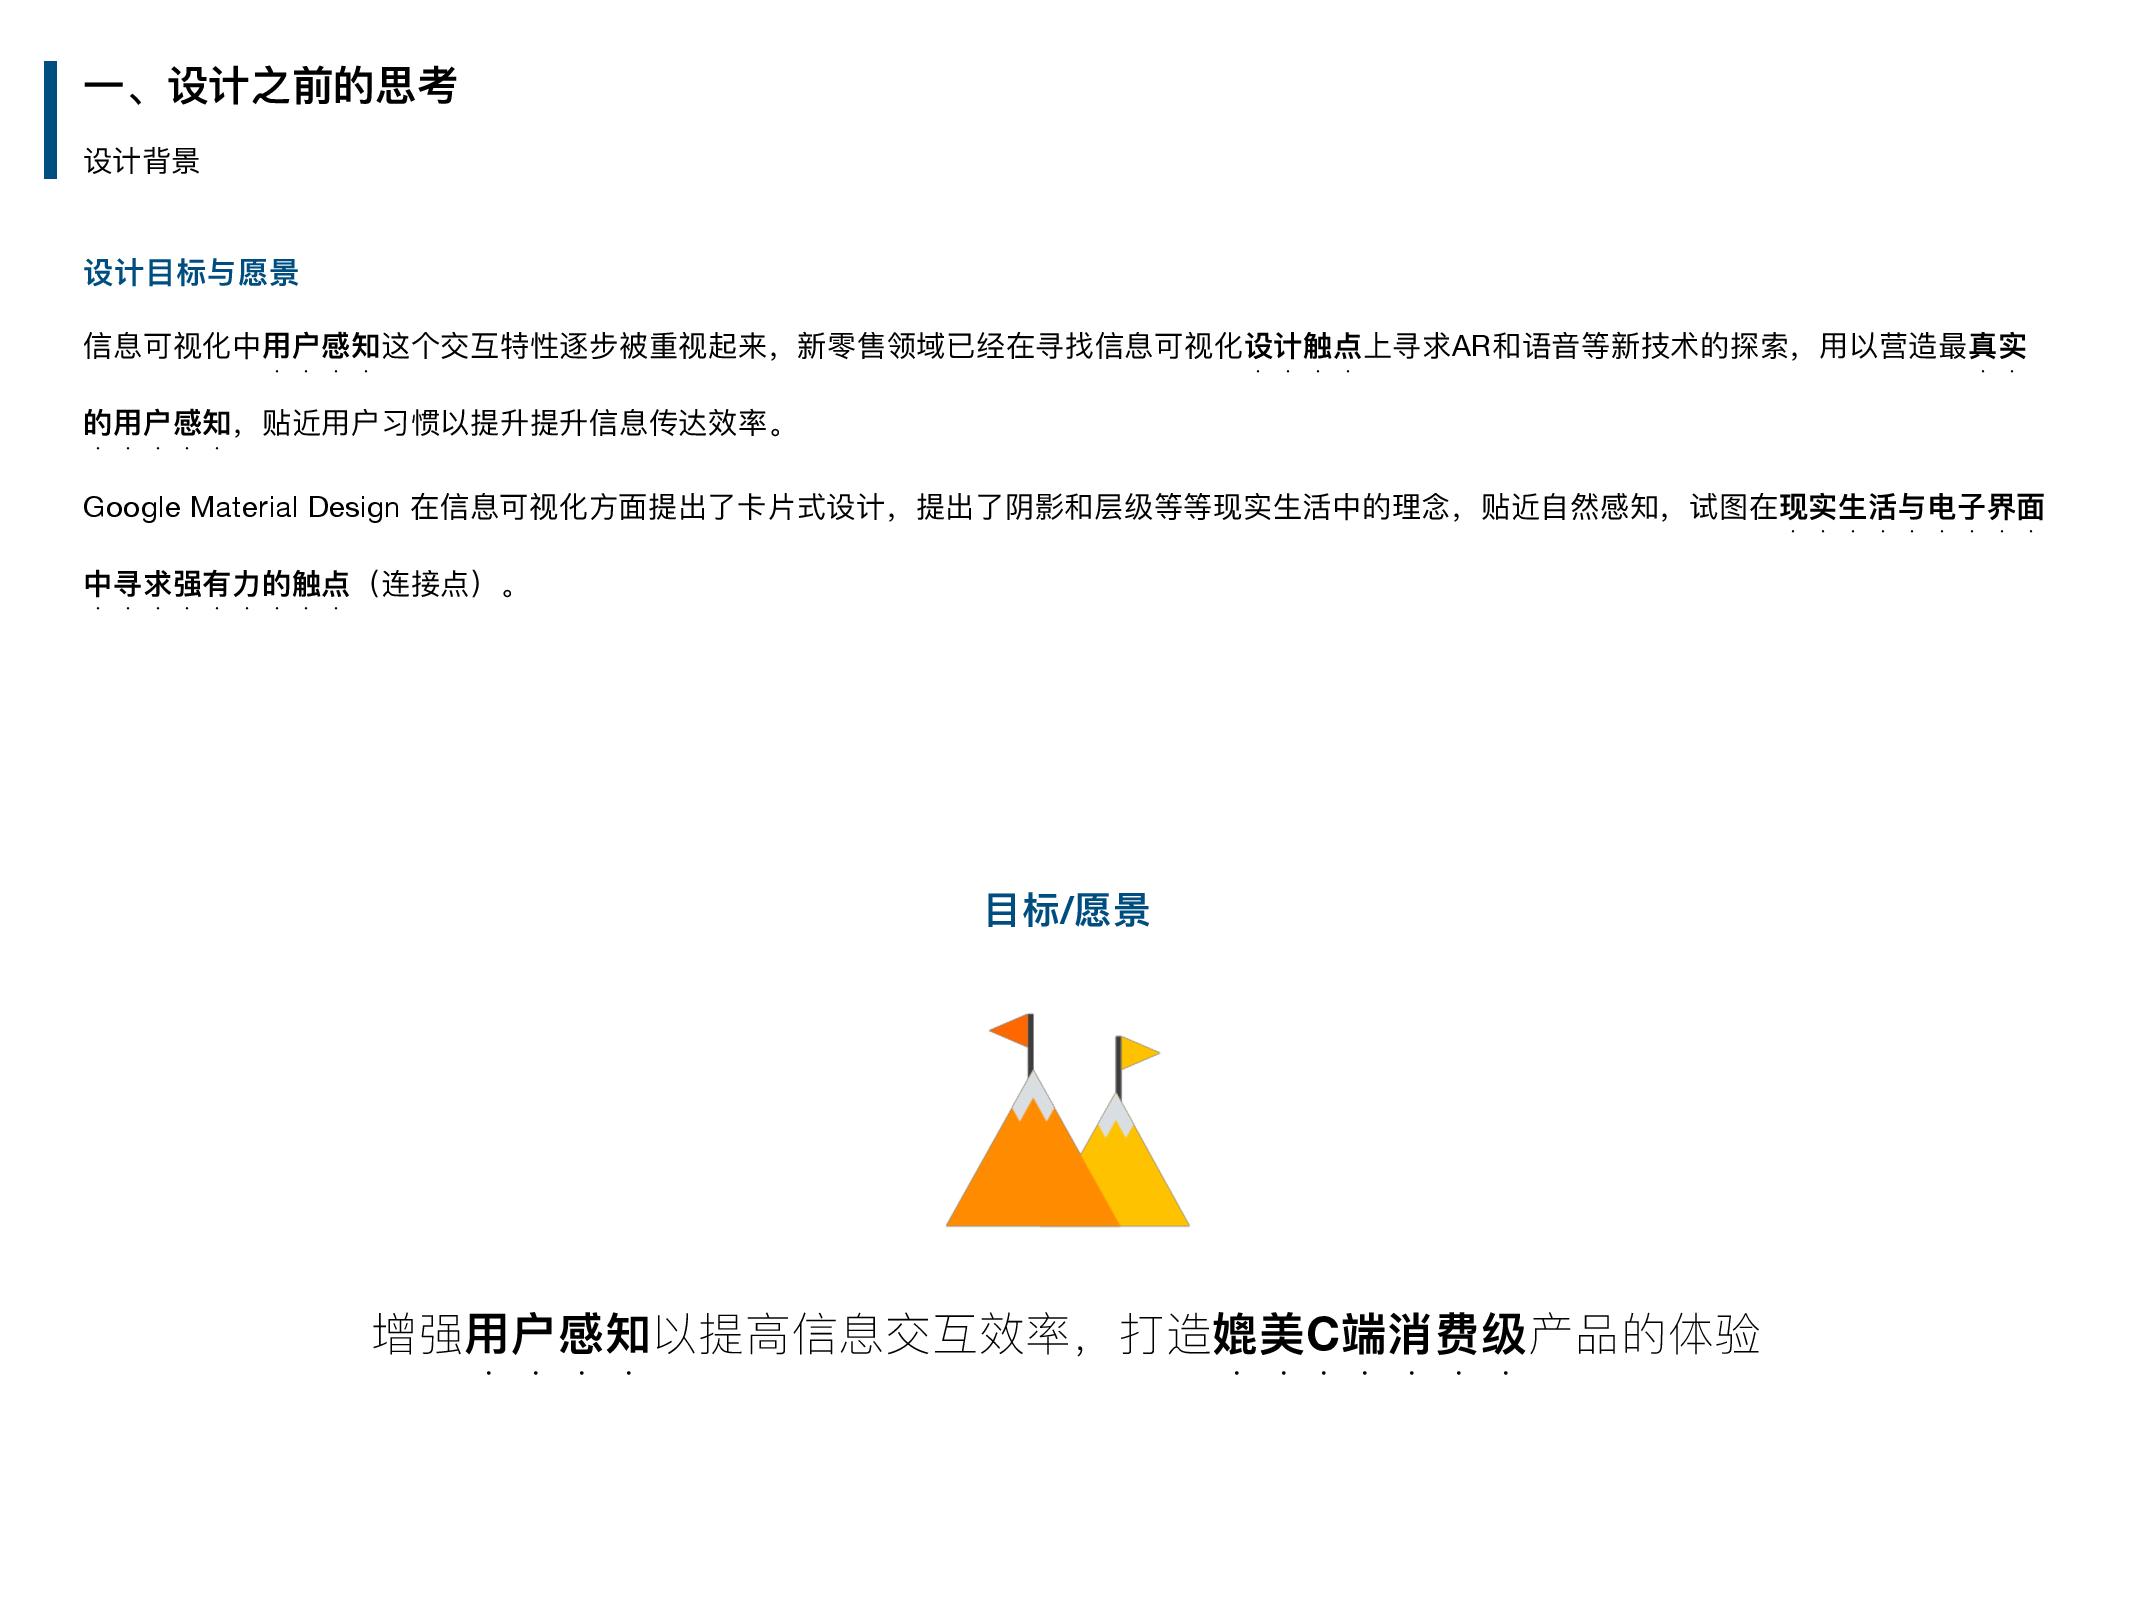 一、设计之前的思考
设计背景
设计目标与愿景
信息可视化中用户感知这个交互特性逐步被重视起来，新零售领域已经在寻找信息可视化设计触点上寻求AR和语音等新技术的探索，用以营造最真实
的用户感知，贴近用户习惯以提升提升信息传达效率。
Google Material Design 在信息可视化方面提出了卡片式设计，提出了阴影和层级等等现实生活中的理念，贴近自然感知，试图在现实生活与电子界面
中寻求强有力的触点（连接点）。
目标/愿景
增强用户感知以提高信息交互效率，打造媲美C端消费级产品的体验